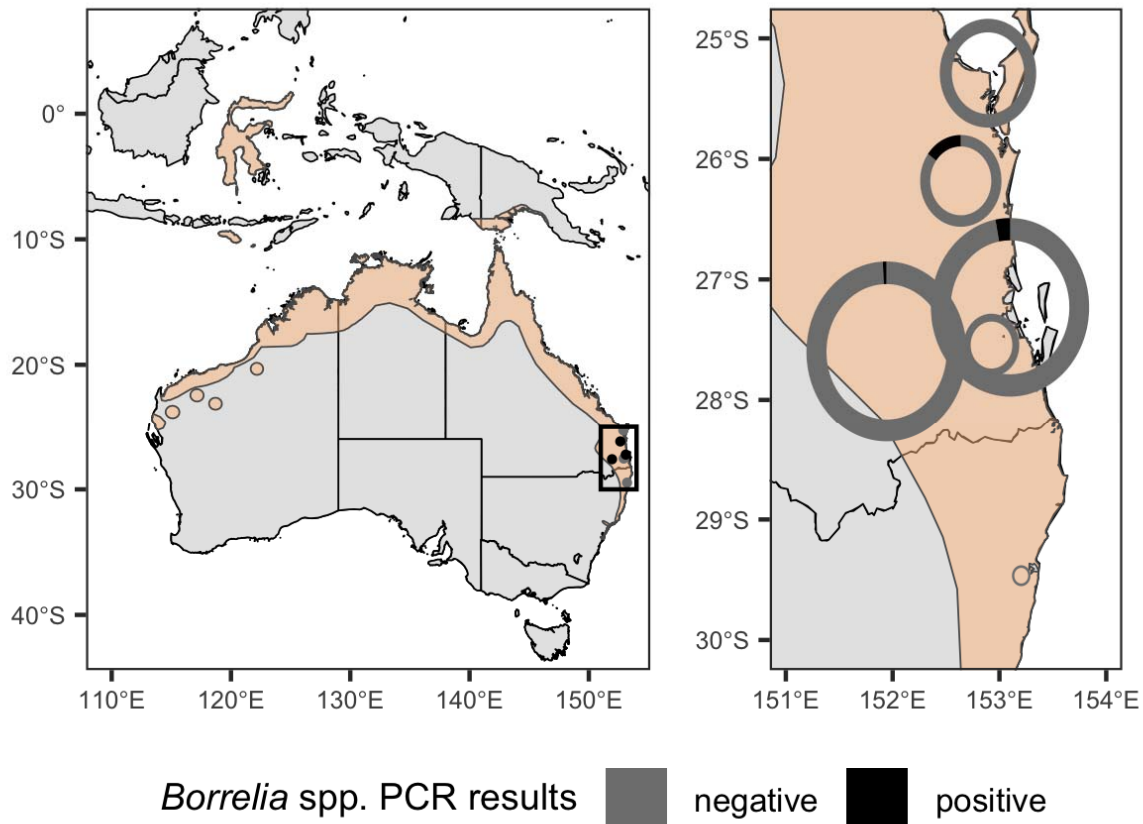 0°
10°S
20°S
30°S
40°S
110°E 120°E 130°E 140°E 150°E
25°S
26°S
27°S
28°S
29°S
30°S
151°E 152°E 153°E 154°E
Borrelia spp. PCR results negative positive